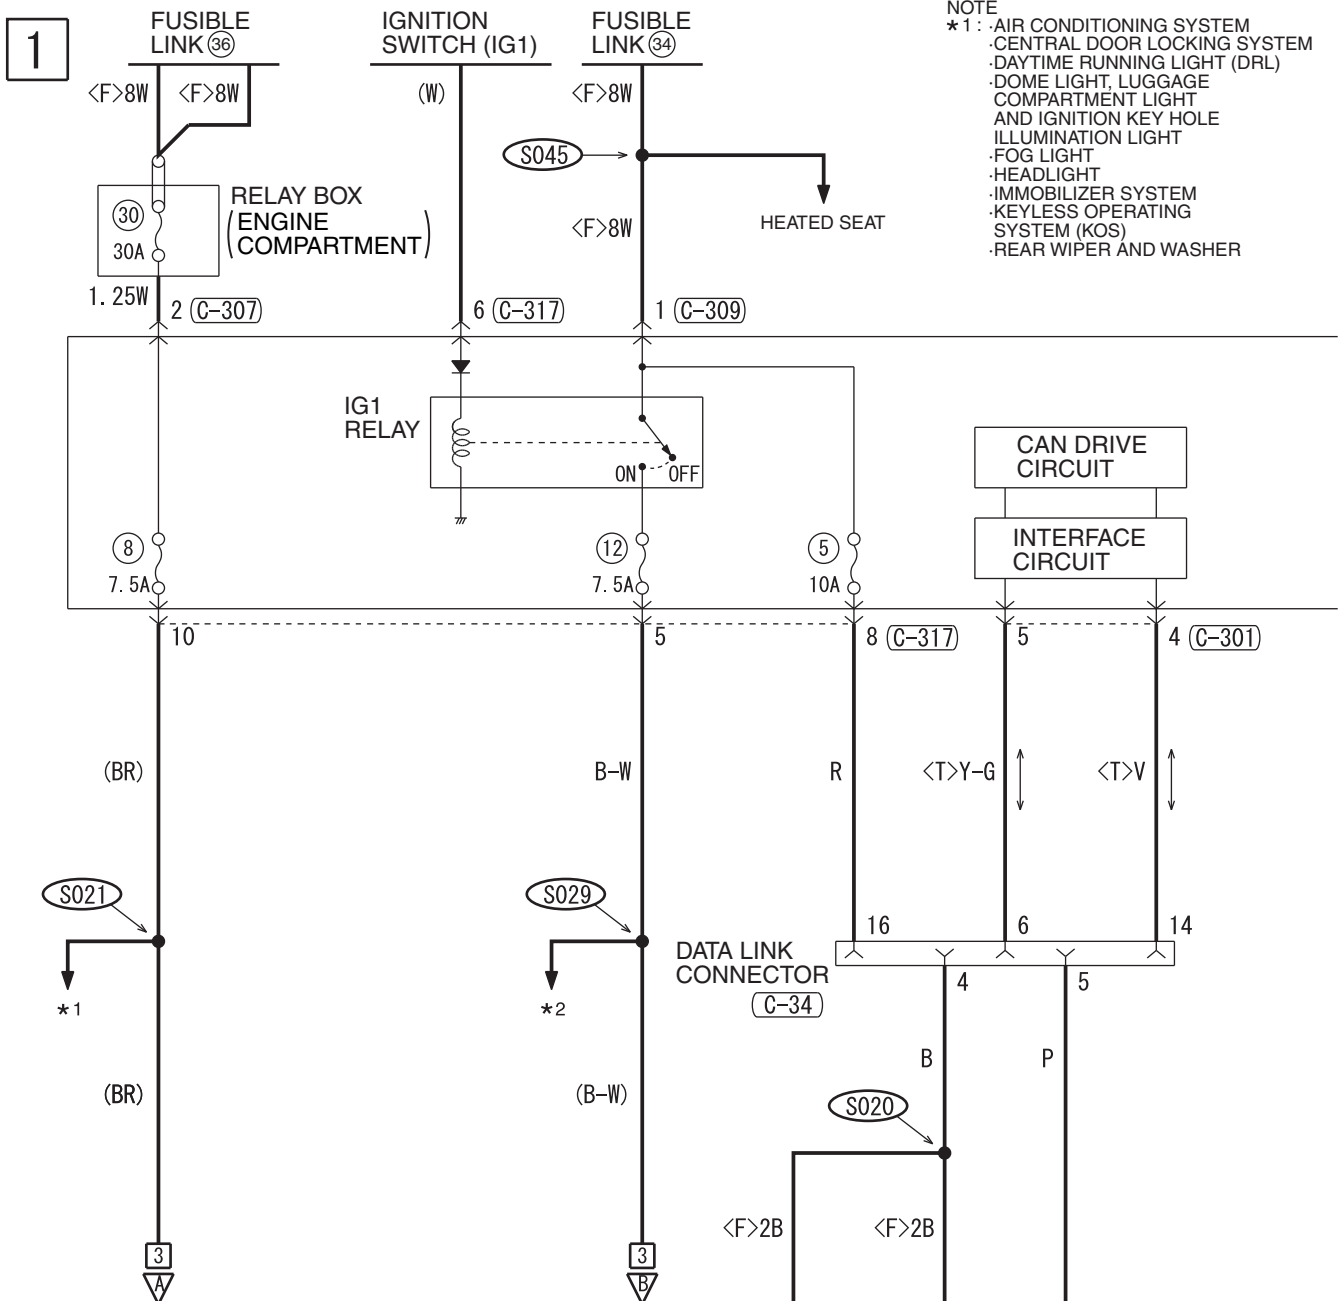 1
FUSIBLE
LINK 36
IGNITION
SWITCH (IG1)
FUSIBLE
LINK 34
NOTE
*1 : ·AIR CONDITIONING SYSTEM
·CENTRAL DOOR LOCKING SYSTEM
·DAYTIME RUNNING LIGHT (DRL)
·DOME LIGHT, LUGGAGE
COMPARTMENT LIGHT
AND IGNITION KEY HOLE
ILLUMINATION LIGHT
·FOG LIGHT
·HEADLIGHT
·IMMOBILIZER SYSTEM
·KEYLESS OPERATING
SYSTEM (KOS)
·REAR WIPER AND WASHER
<F>8W <F>8W (W) <F>8W
S045
HEATED SEAT
<F>8W
30
30A
RELAY BOX
(ENGINE
COMPARTMENT)
1.25W
2 (C-307) 6 (C-317) 1 (C-309)
IG1
RELAY
ON OFF
CAN DRIVE
CIRCUIT
INTERFACE
CIRCUIT
8
7.5A
12
7.5A
5
10A
10 5 8 (C-317) 5 4 (C-301)
(BR) B-W R <T>Y-G <T>V
S021 S029
*1 *2
16 6 14
DATA LINK
CONNECTOR
C-34
4 5
B P
(BR) (B-W)
S020
<F>2B <F>2B
3 3
A B